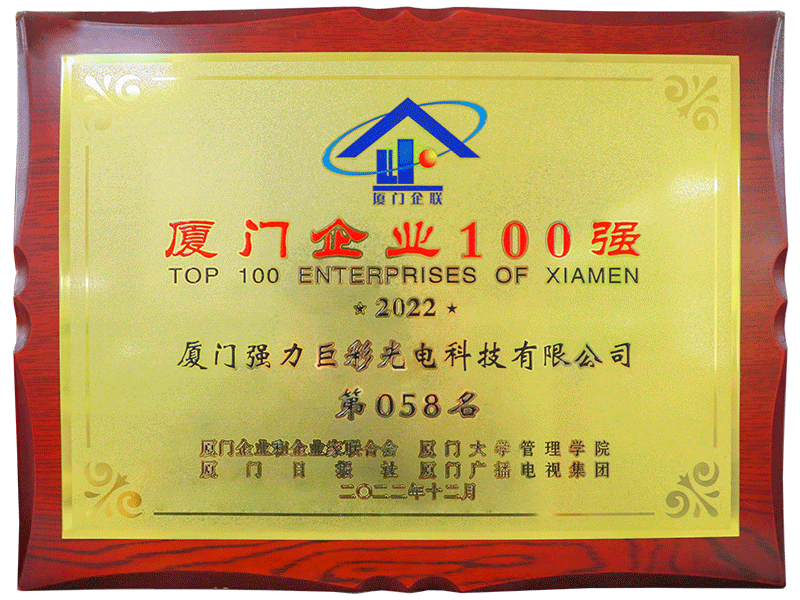 厦门企联
厦门企业100强
TOP 100 ENTERPRISES OF XIAMEN
★ 2022 ★
厦门强力巨彩光电科技有限公司
第058名
厦门企业和企业家联合会 厦门大学管理学院
厦门日报社 厦门广播电视集团
二〇二二年十二月